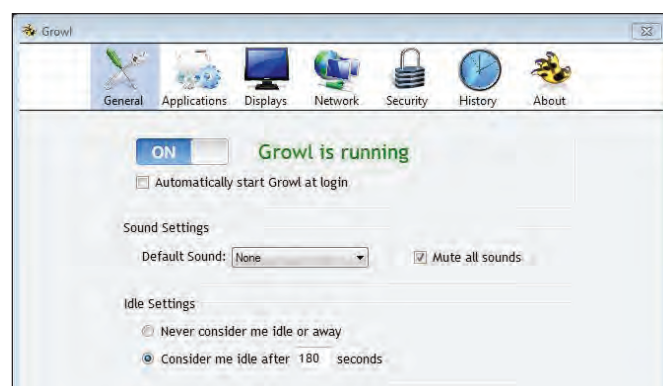 Growl
General Applications Displays Network Security History About
ON Growl is running
Automatically start Growl at login
Sound Settings
Default Sound: None Mute all sounds
Idle Settings
Never consider me idle or away
Consider me idle after 180 seconds